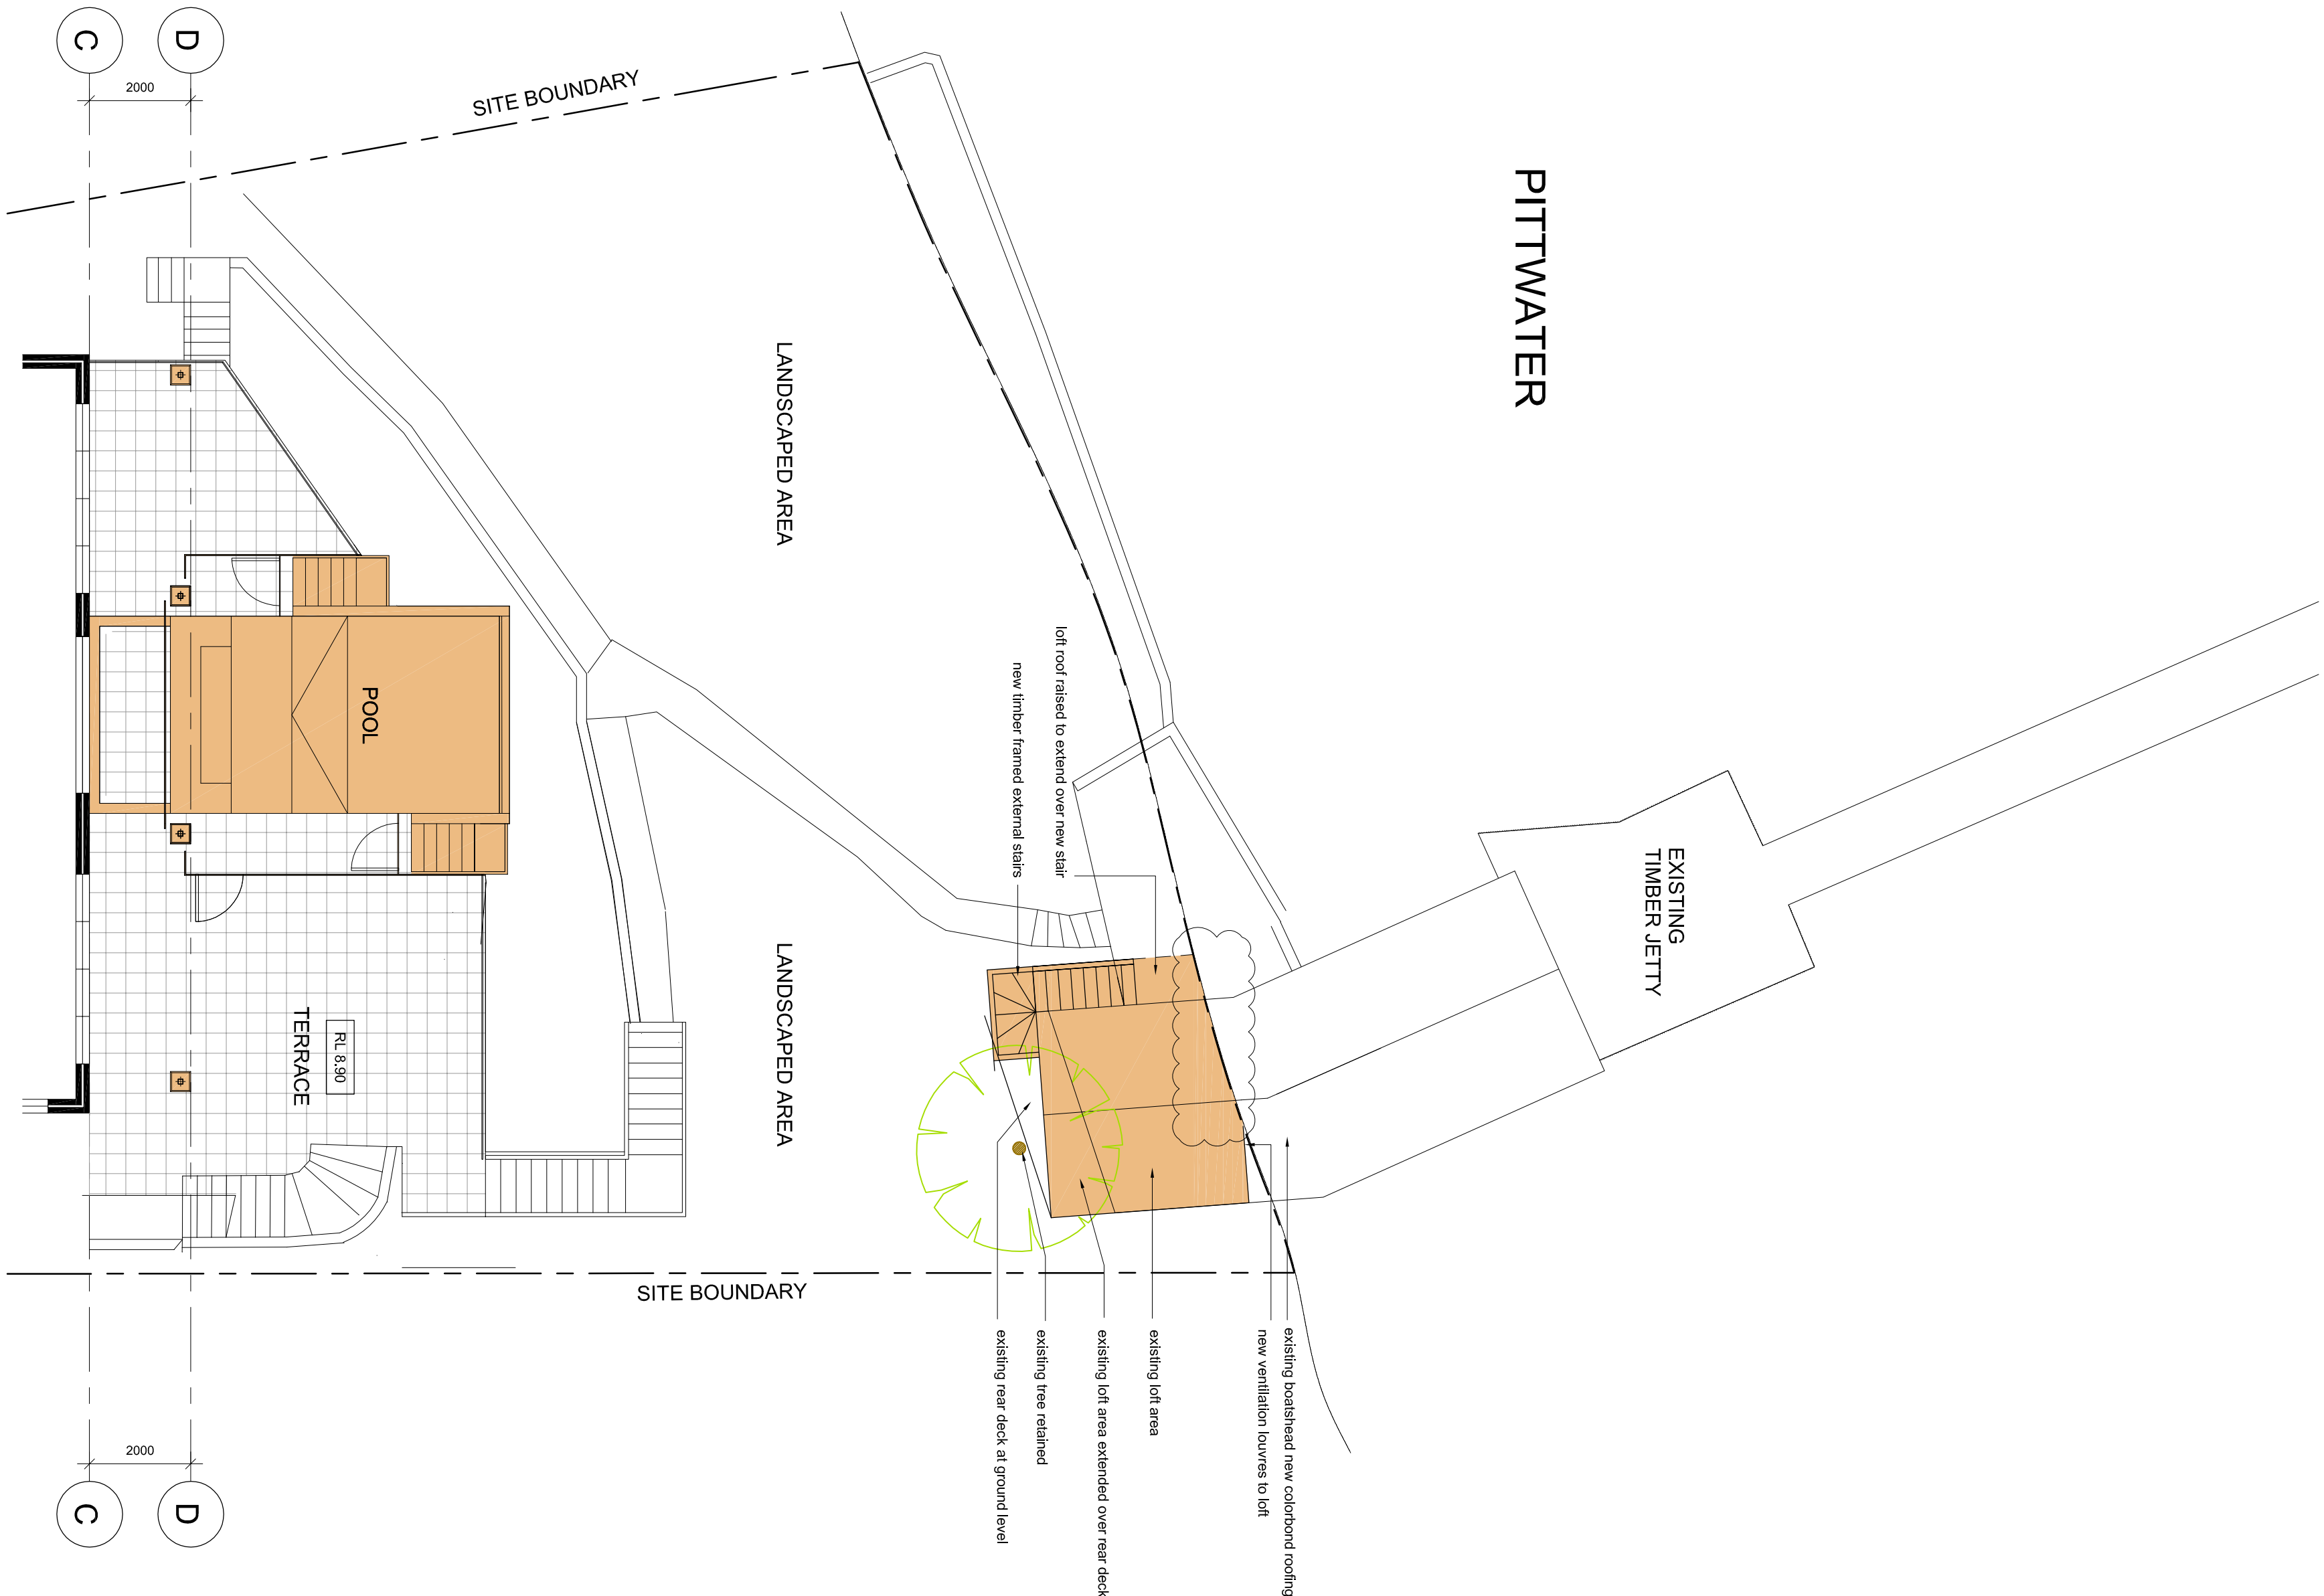 C
D
2000
SITE BOUNDARY
PITTWATER
LANDSCAPED AREA
loft roof raised to extend over new stair
new timber framed external stairs
POOL
EXISTING
TIMBER JETTY
LANDSCAPED AREA
TERRACE
RL 8.90
SITE BOUNDARY
existing boatshead new colorbond roofing
new ventilation louvres to loft
existing loft area
existing loft area extended over rear deck
existing tree retained
existing rear deck at ground level
2000
C
D